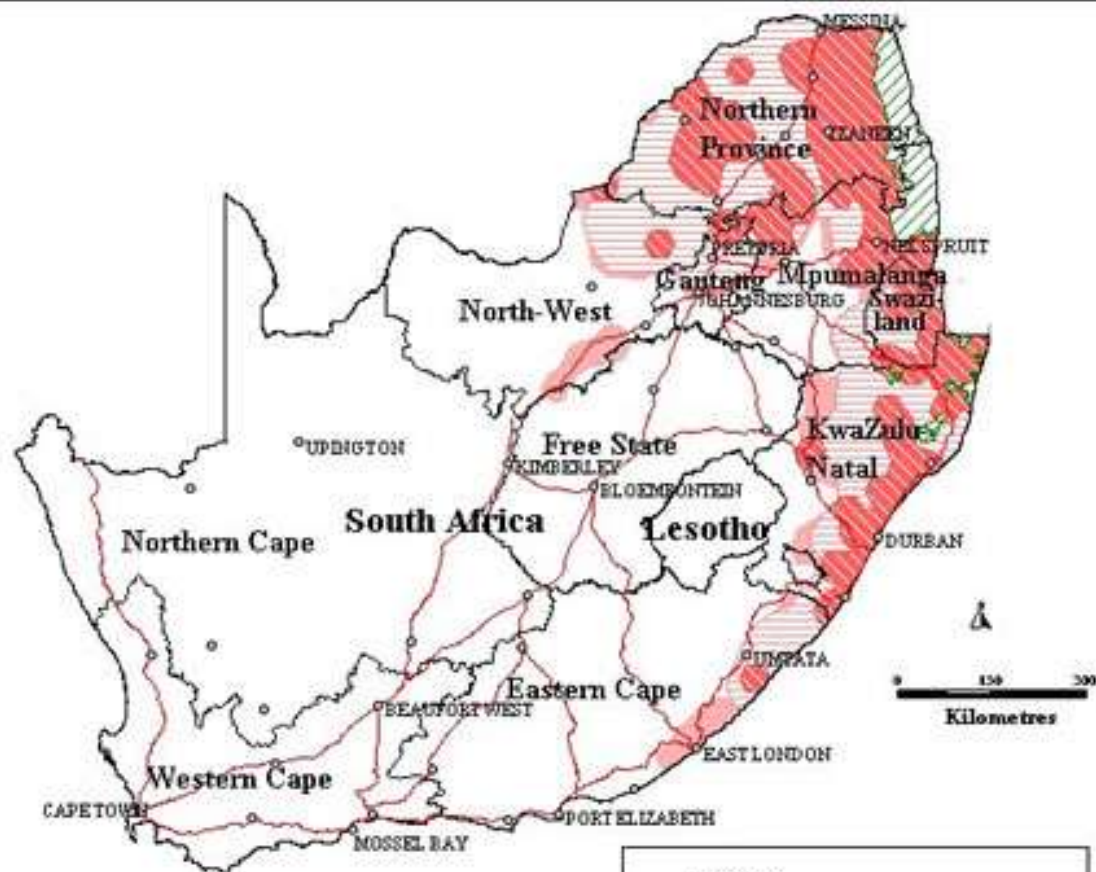 MESSINA
Northern
Province
TZANEEN
PRETORIA
NELSPRUIT
Gauteng
Mpumalanga
JOHANNESBURG
Swazi-
land
North-West
KwaZulu
Natal
Free State
UPINGTON
KIMBERLEY
BLOEMFONTEIN
South Africa
Lesotho
Northern Cape
DURBAN
UMTATA
Eastern Cape
BEAUFORT WEST
0 150 300
Kilometres
EAST LONDON
Western Cape
CAPE TOWN
PORT ELIZABETH
MOSSEL BAY